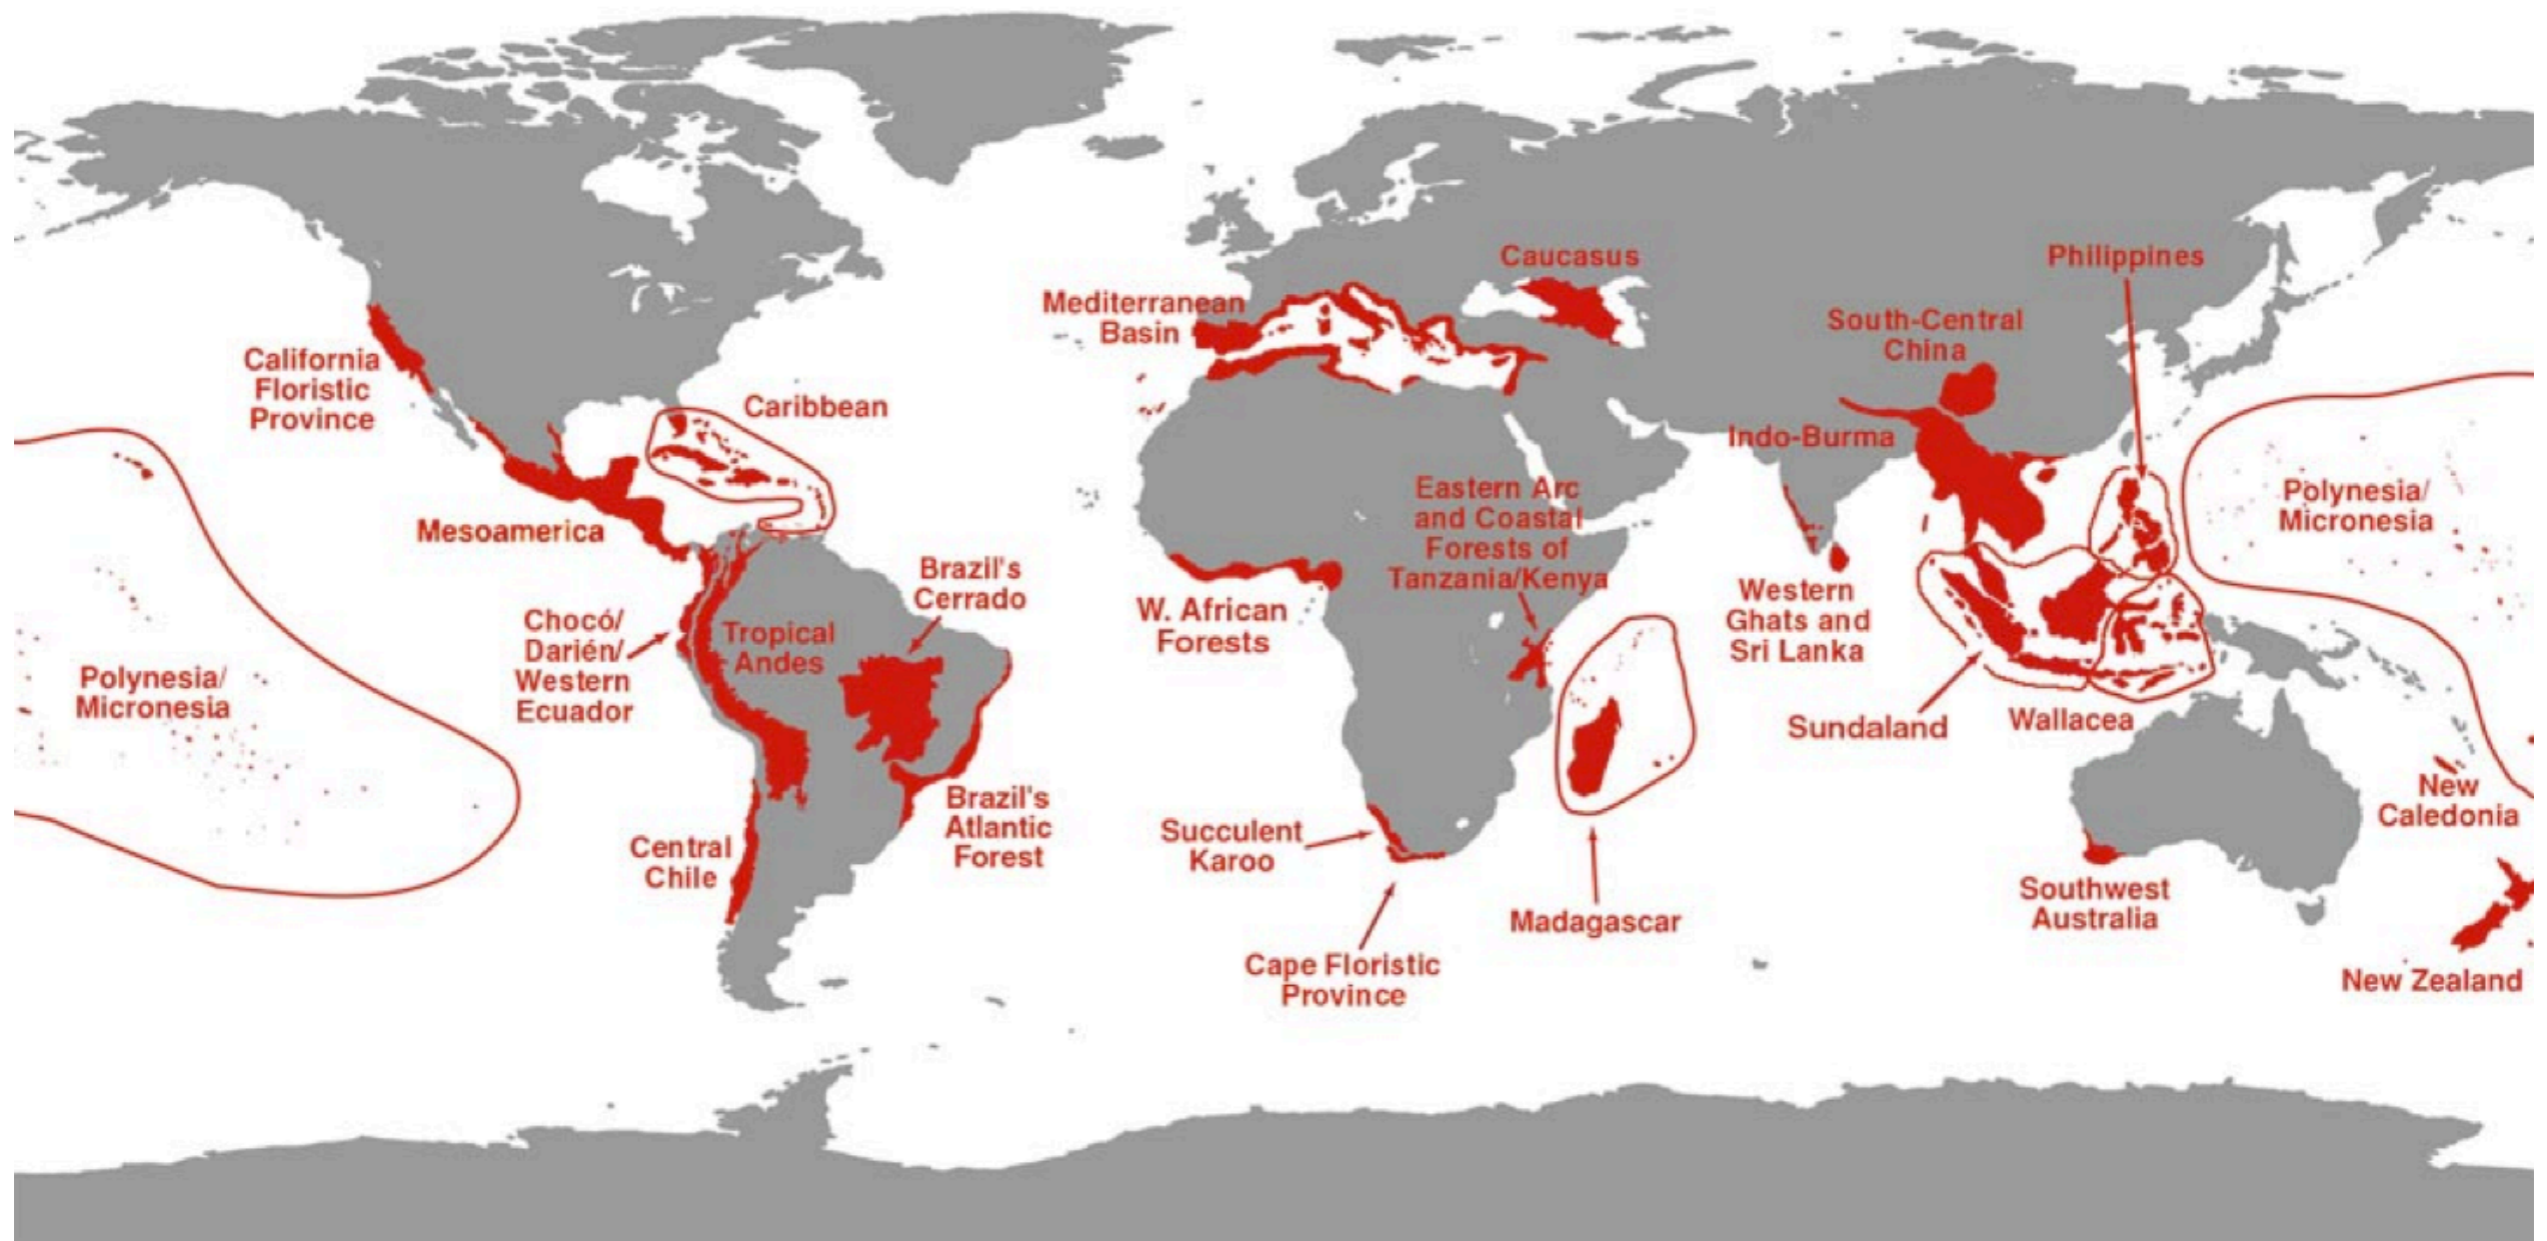 Caucasus
Philippines
Mediterranean
Basin
South-Central
China
California
Floristic
Province
Caribbean
Indo-Burma
Eastern Arc
and Coastal
Forests of
Tanzania/Kenya
Polynesia/
Micronesia
Mesoamerica
Brazil's
Cerrado
W. African
Forests
Western
Ghats and
Sri Lanka
Chocó/
Darién/
Western
Ecuador
Tropical
Andes
Polynesia/
Micronesia
Sundaland
Wallacea
New
Caledonia
Brazil's
Atlantic
Forest
Central
Chile
Succulent
Karoo
Madagascar
Southwest
Australia
Cape Floristic
Province
New Zealand